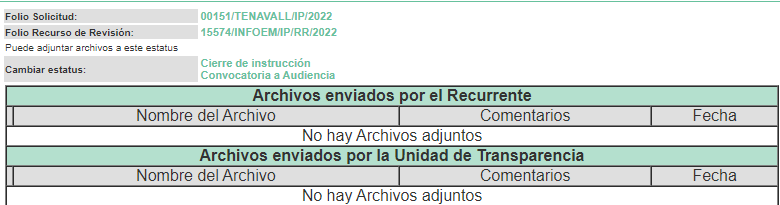 Folio Solicitud: 00151/TENAVALL/IP/2022
Folio Recurso de Revisión: 15574/INFOEM/IP/RR/2022
Puede adjuntar archivos a este estatus
Cambiar estatus: Cierre de instrucción
Convocatoria a Audiencia
Archivos enviados por el Recurrente
Nombre del Archivo Comentarios Fecha
No hay Archivos adjuntos
Archivos enviados por la Unidad de Transparencia
Nombre del Archivo Comentarios Fecha
No hay Archivos adjuntos